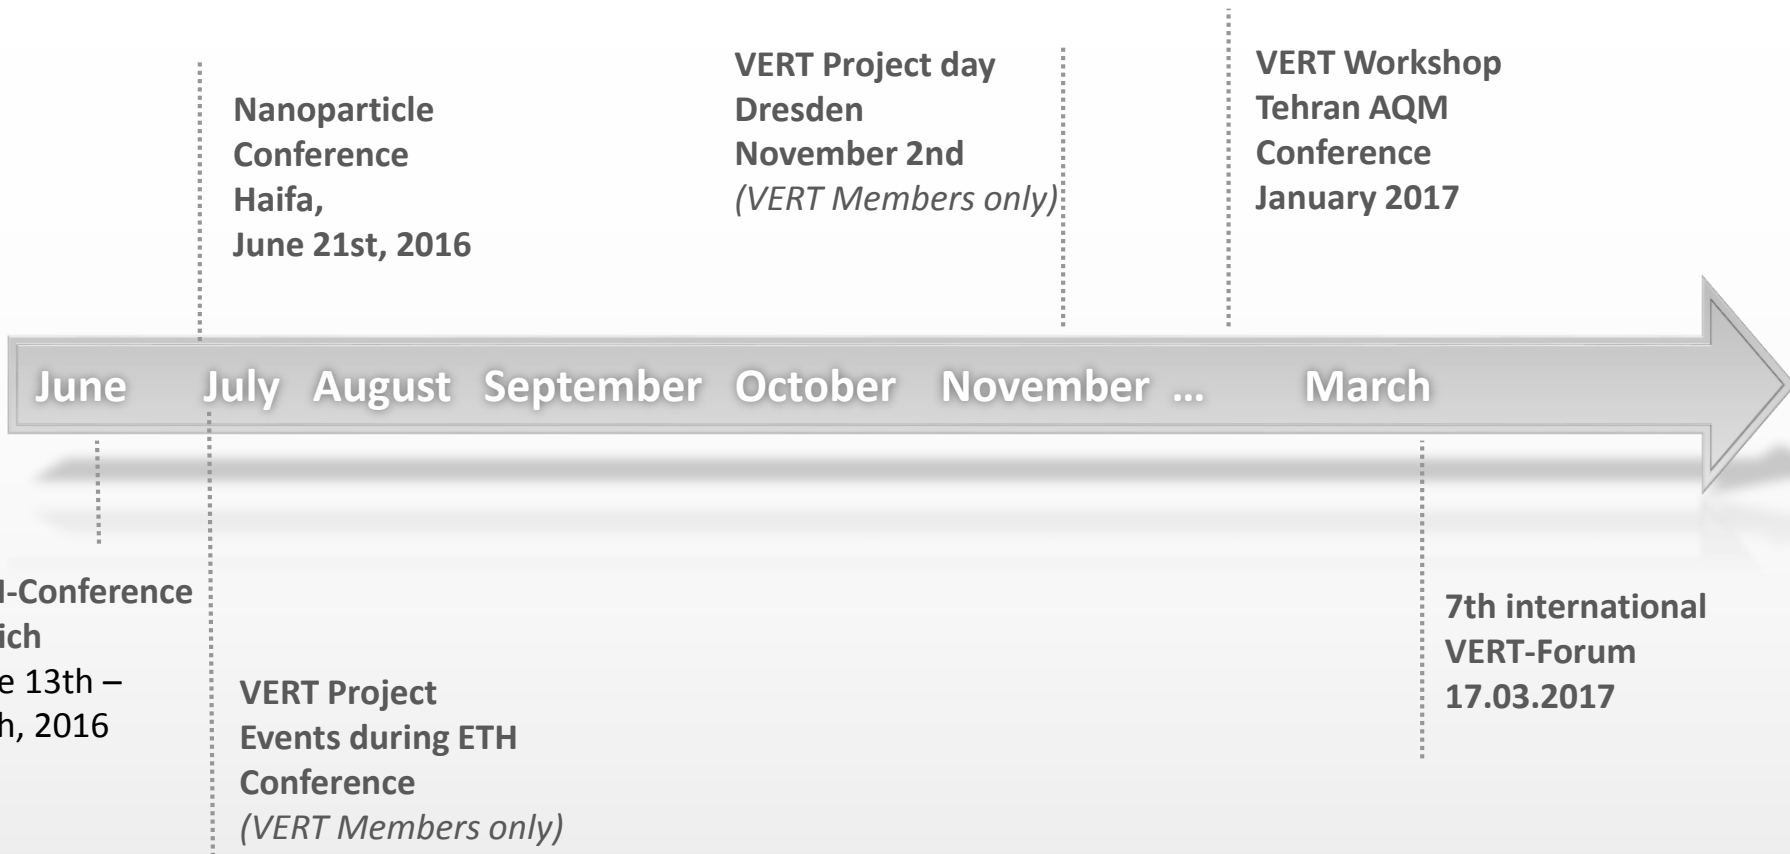 Nanoparticle
Conference
Haifa,
June 21st, 2016
VERT Project day
Dresden
November 2nd
(VERT Members only)
VERT Workshop
Tehran AQM
Conference
January 2017
June July August September October November ... March
-Conference
13th –
2016
VERT Project
Events during ETH
Conference
(VERT Members only)
7th international
VERT-Forum
17.03.2017